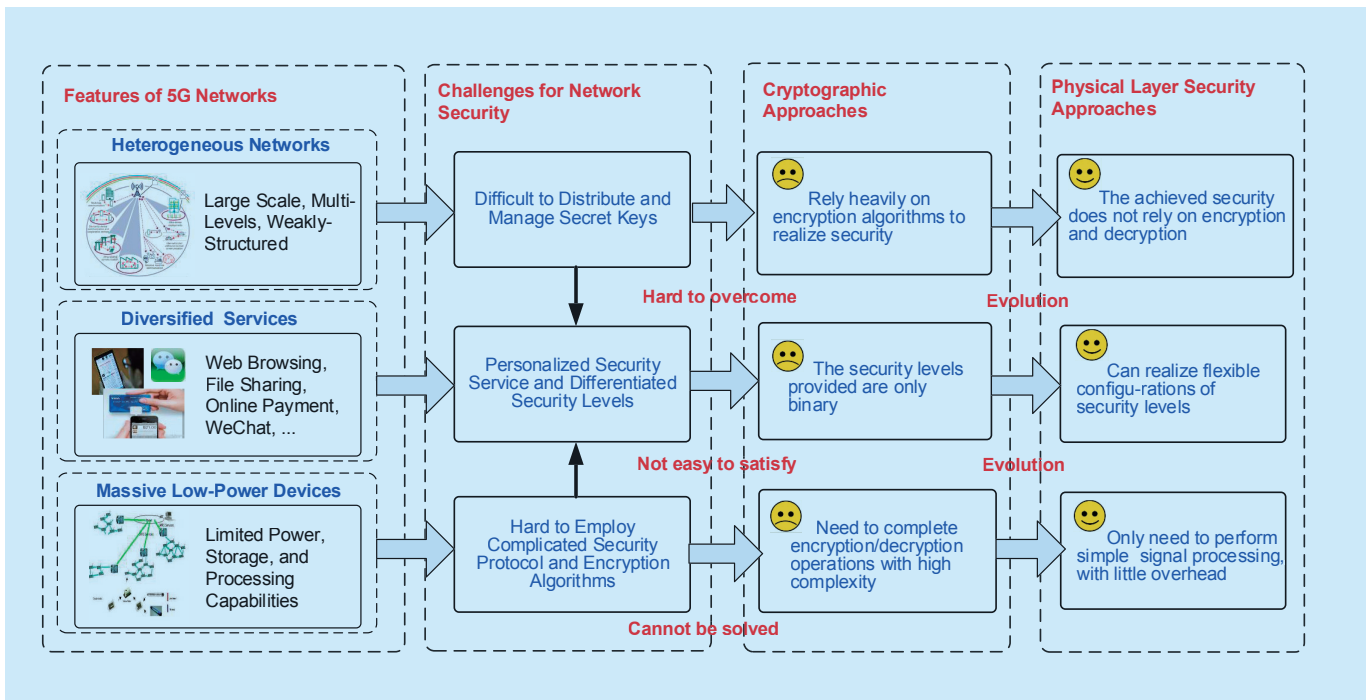 Features of 5G Networks
Heterogeneous Networks
Large Scale, Multi-
Levels, Weakly-
Structured
Diversified Services
Web Browsing,
File Sharing,
Online Payment,
WeChat, ...
Massive Low-Power Devices
Limited Power,
Storage, and
Processing
Capabilities
Challenges for Network
Security
Difficult to Distribute and
Manage Secret Keys
Personalized Security
Service and Differentiated
Security Levels
Hard to Employ
Complicated Security
Protocol and Encryption
Algorithms
Hard to overcome
Not easy to satisfy
Cannot be solved
Cryptographic
Approaches
Rely heavily on
encryption algorithms to
realize security
The security levels
provided are only
binary
Need to complete
encryption/decryption
operations with high
complexity
Evolution
Evolution
Physical Layer Security
Approaches
The achieved security
does not rely on encryption
and decryption
Can realize flexible
configu-rations of
security levels
Only need to perform
simple signal processing,
with little overhead